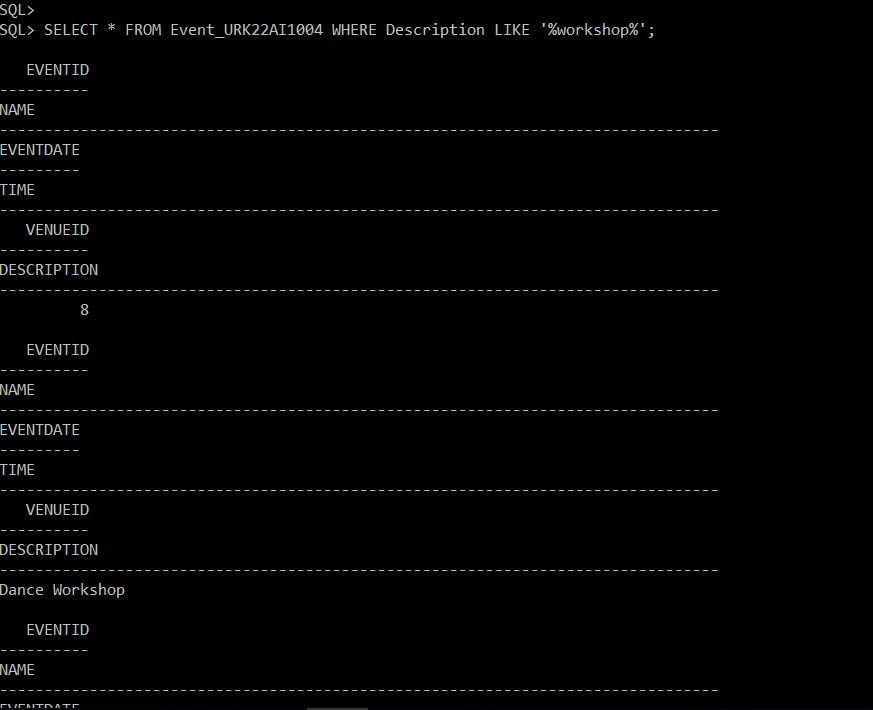 SQL>
SQL> SELECT * FROM Event_URK22AI1004 WHERE Description LIKE '%workshop%';
   EVENTID
----------
NAME
--------------------------------------------------------------------------------
EVENTDATE
---------
TIME
--------------------------------------------------------------------------------
   VENUEID
----------
DESCRIPTION
--------------------------------------------------------------------------------
         8
   EVENTID
----------
NAME
--------------------------------------------------------------------------------
EVENTDATE
---------
TIME
--------------------------------------------------------------------------------
   VENUEID
----------
DESCRIPTION
--------------------------------------------------------------------------------
Dance Workshop
   EVENTID
----------
NAME
--------------------------------------------------------------------------------
EVENTDATE